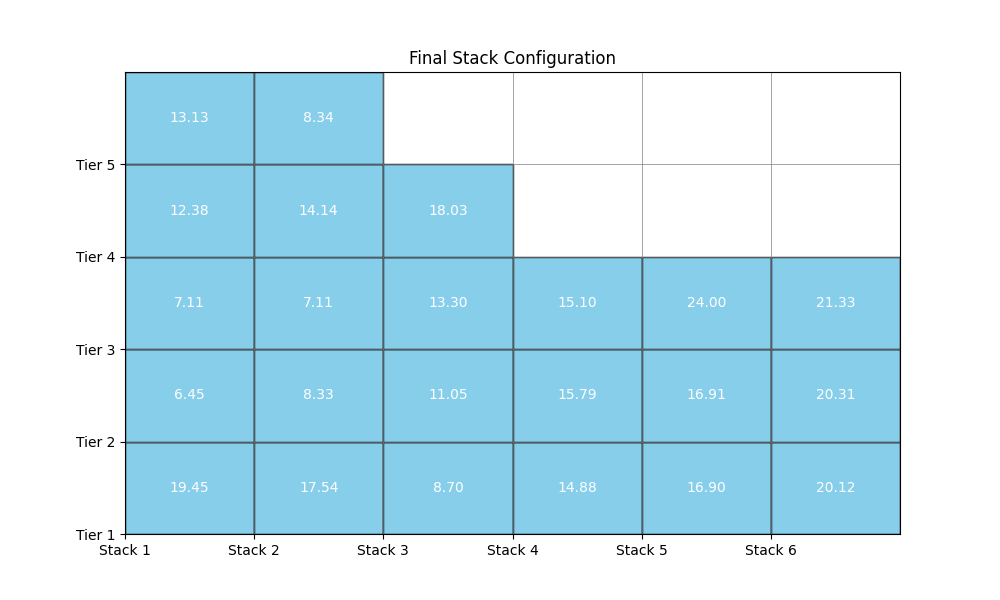 Final Stack Configuration
13.13 8.34
Tier 5
12.38 14.14 18.03
Tier 4
7.11 7.11 13.30 15.10 24.00 21.33
Tier 3
6.45 8.33 11.05 15.79 16.91 20.31
Tier 2
19.45 17.54 8.70 14.88 16.90 20.12
Tier 1
Stack 1 Stack 2 Stack 3 Stack 4 Stack 5 Stack 6